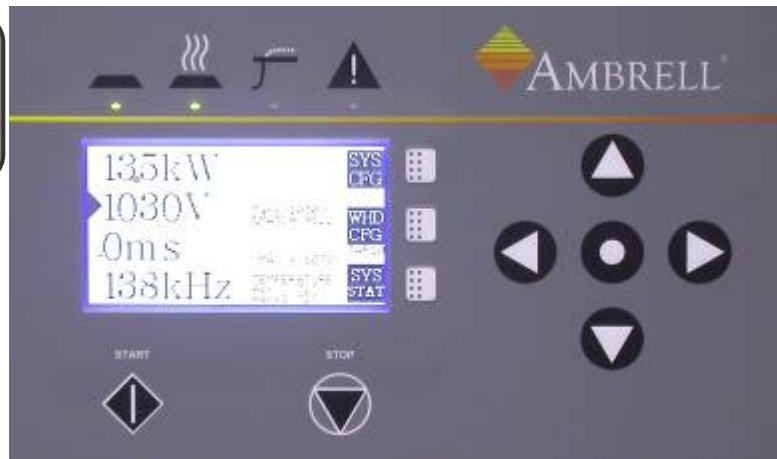 AMBRELL
13.5kW
SYS
CFG
1030V
WHD
CFG
0ms
138kHz
SYS
STAT
START
STOP